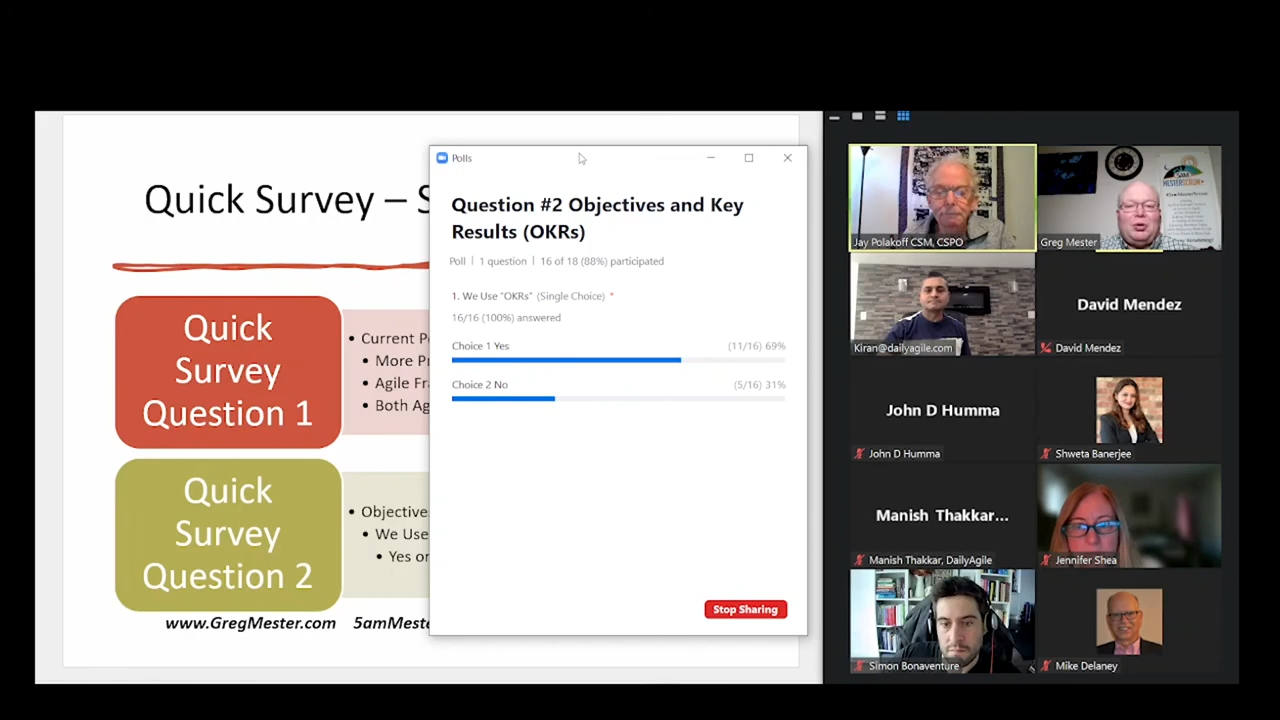 Quick Survey – S
Quick
Survey
Question 1
• Current P
• More Pr
• Agile Fra
• Both Ag
Quick
Survey
Question 2
• Objective
• We Use
• Yes or
www.GregMester.com 5amMeste
Polls
Question #2 Objectives and Key
Results (OKRs)
Poll | 1 question | 16 of 18 (88%) participated
1. We Use "OKRs" (Single Choice) *
16/16 (100%) answered
Choice 1 Yes (11/16) 69%
Choice 2 No (5/16) 31%
Stop Sharing
Jay Polakoff CSM, CSPO
5AM
MESTERSCRUM
Greg Mester
Kiran@dailyagile.com
David Mendez
David Mendez
John D Humma
John D Humma
Shweta Banerjee
Manish Thakkar...
Manish Thakkar, DailyAgile
Jennifer Shea
Simon Bonaventure
Mike Delaney